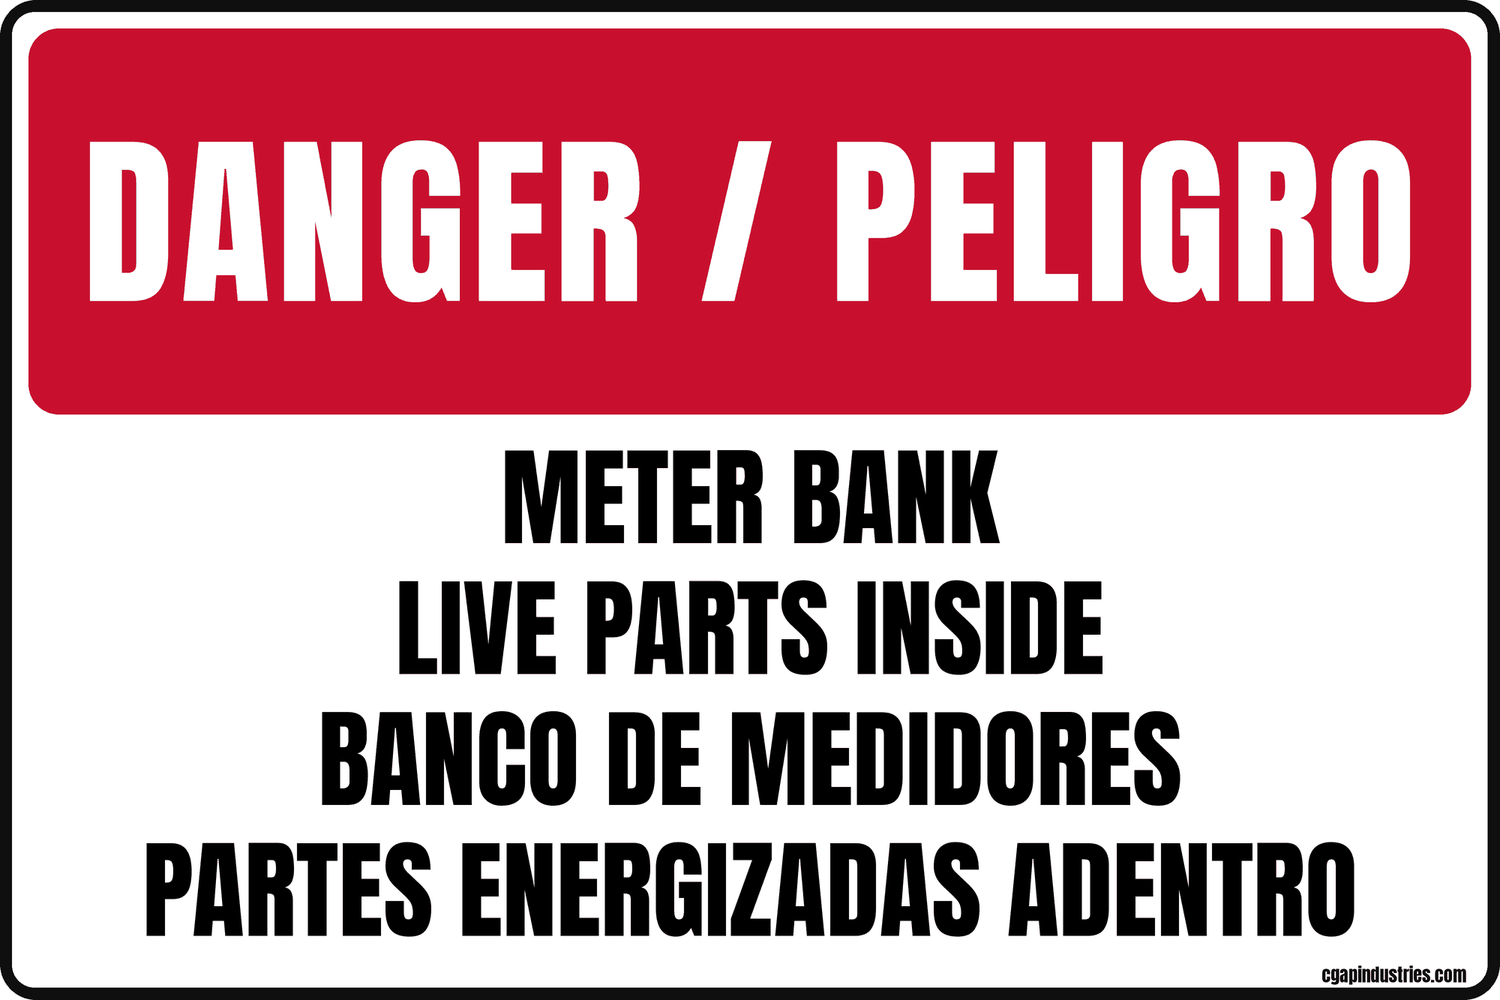 DANGER / PELIGRO
METER BANK
LIVE PARTS INSIDE
BANCO DE MEDIDORES
PARTES ENERGIZADAS ADENTRO
cgapindustries.com